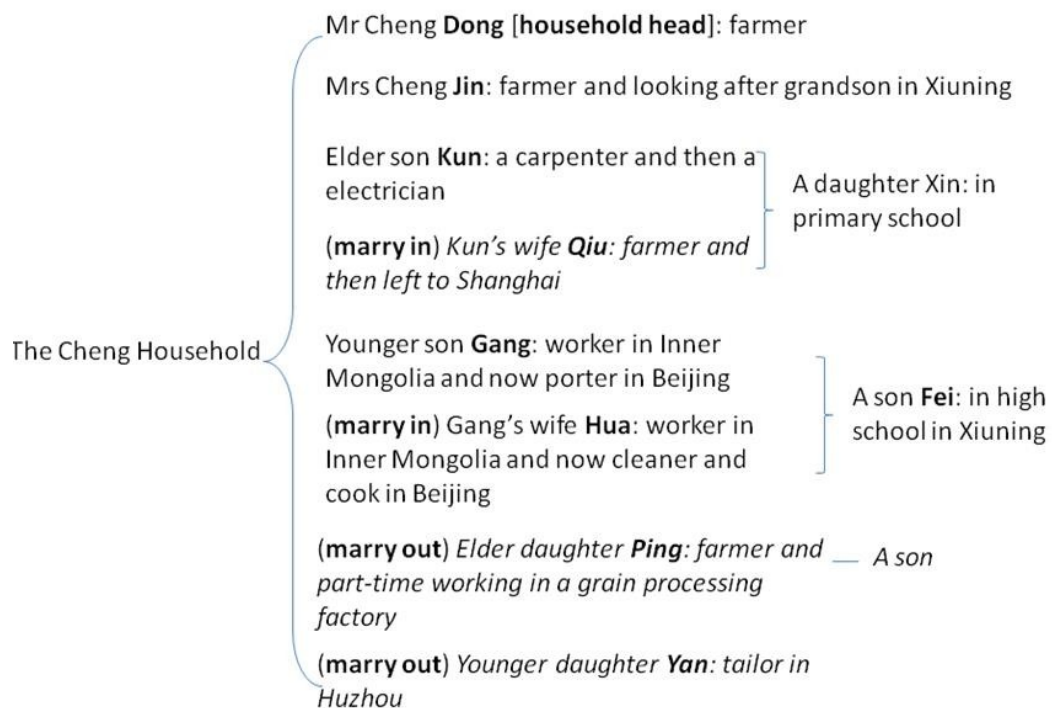 Mr Cheng Dong [household head]: farmer
Mrs Cheng Jin: farmer and looking after grandson in Xiuning
Elder son Kun: a carpenter and then a
electrician
(marry in) Kun's wife Qiu: farmer and
then left to Shanghai
A daughter Xin: in
primary school
The Cheng Household
Younger son Gang: worker in Inner
Mongolia and now porter in Beijing
(marry in) Gang's wife Hua: worker in
Inner Mongolia and now cleaner and
cook in Beijing
A son Fei: in high
school in Xiuning
(marry out) Elder daughter Ping: farmer and
part-time working in a grain processing
factory
A son
(marry out) Younger daughter Yan: tailor in
Huzhou